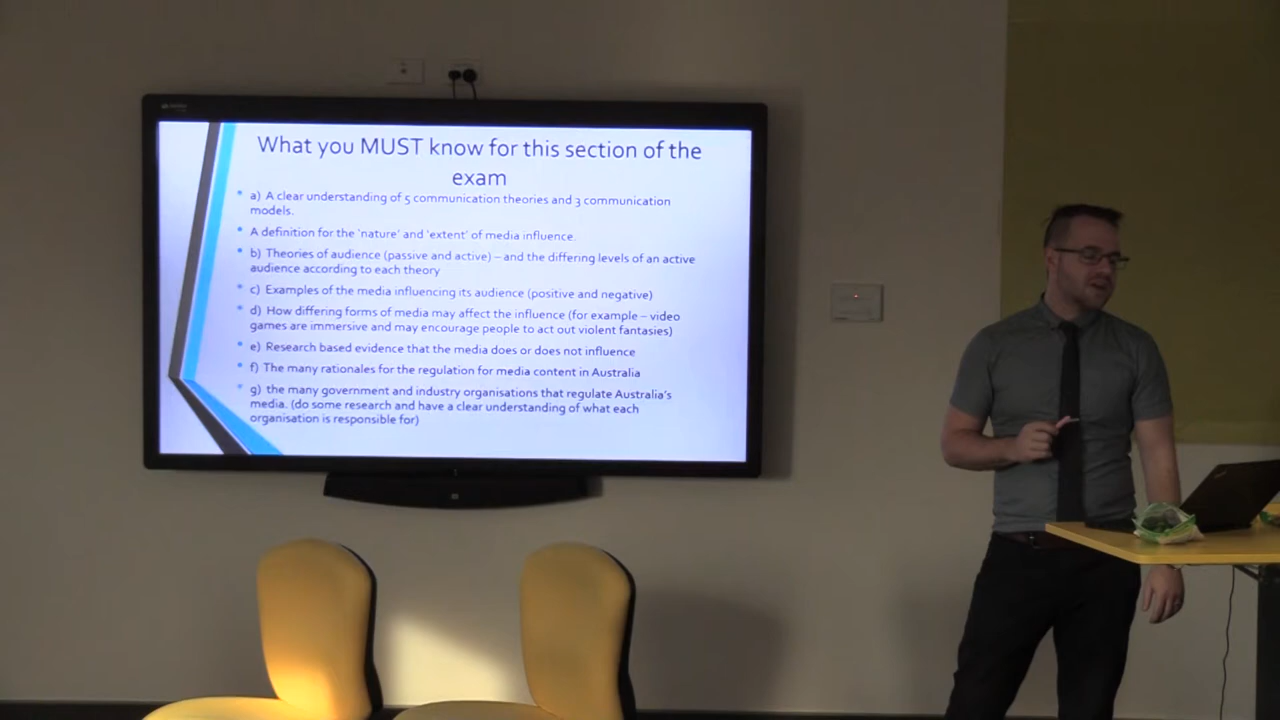 What you MUST know for this section of the
exam
a) A clear understanding of 5 communication theories and 3 communication
models.
A definition for the 'nature' and 'extent' of media influence.
b) Theories of audience (passive and active) – and the differing levels of an active
audience according to each theory
c) Examples of the media influencing its audience (positive and negative)
d) How differing forms of media may affect the influence (for example – video
games are immersive and may encourage people to act out violent fantasies)
e) Research based evidence that the media does or does not influence
f) The many rationales for the regulation for media content in Australia
g) the many government and industry organisations that regulate Australia's
media. (do some research and have a clear understanding of what each
organisation is responsible for)